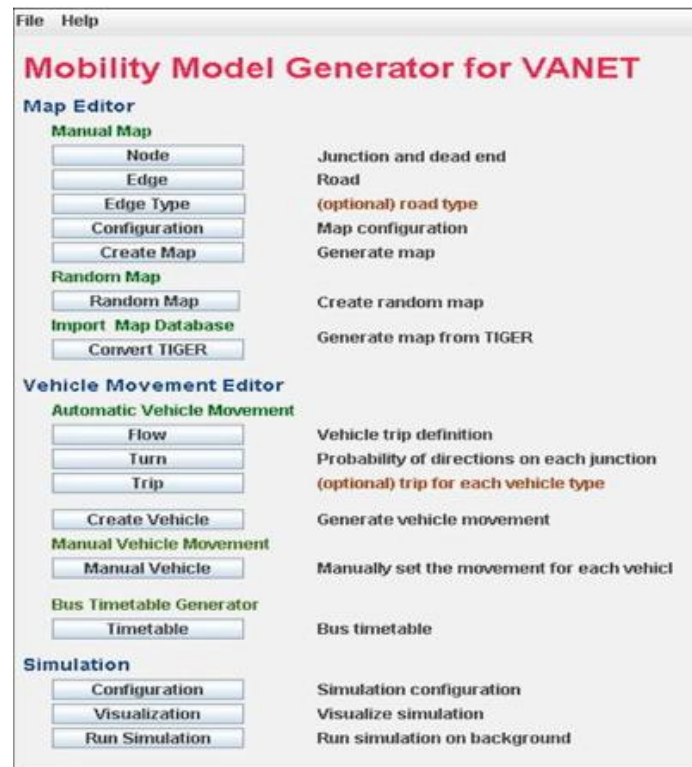 File Help
Mobility Model Generator for VANET
Map Editor
Manual Map
Node Junction and dead end
Edge Road
Edge Type (optional) road type
Configuration Map configuration
Create Map Generate map
Random Map
Random Map Create random map
Import Map Database
Convert TIGER Generate map from TIGER
Vehicle Movement Editor
Automatic Vehicle Movement
Flow Vehicle trip definition
Turn Probability of directions on each junction
Trip (optional) trip for each vehicle type
Create Vehicle Generate vehicle movement
Manual Vehicle Movement
Manual Vehicle Manually set the movement for each vehicl
Bus Timetable Generator
Timetable Bus timetable
Simulation
Configuration Simulation configuration
Visualization Visualize simulation
Run Simulation Run simulation on background